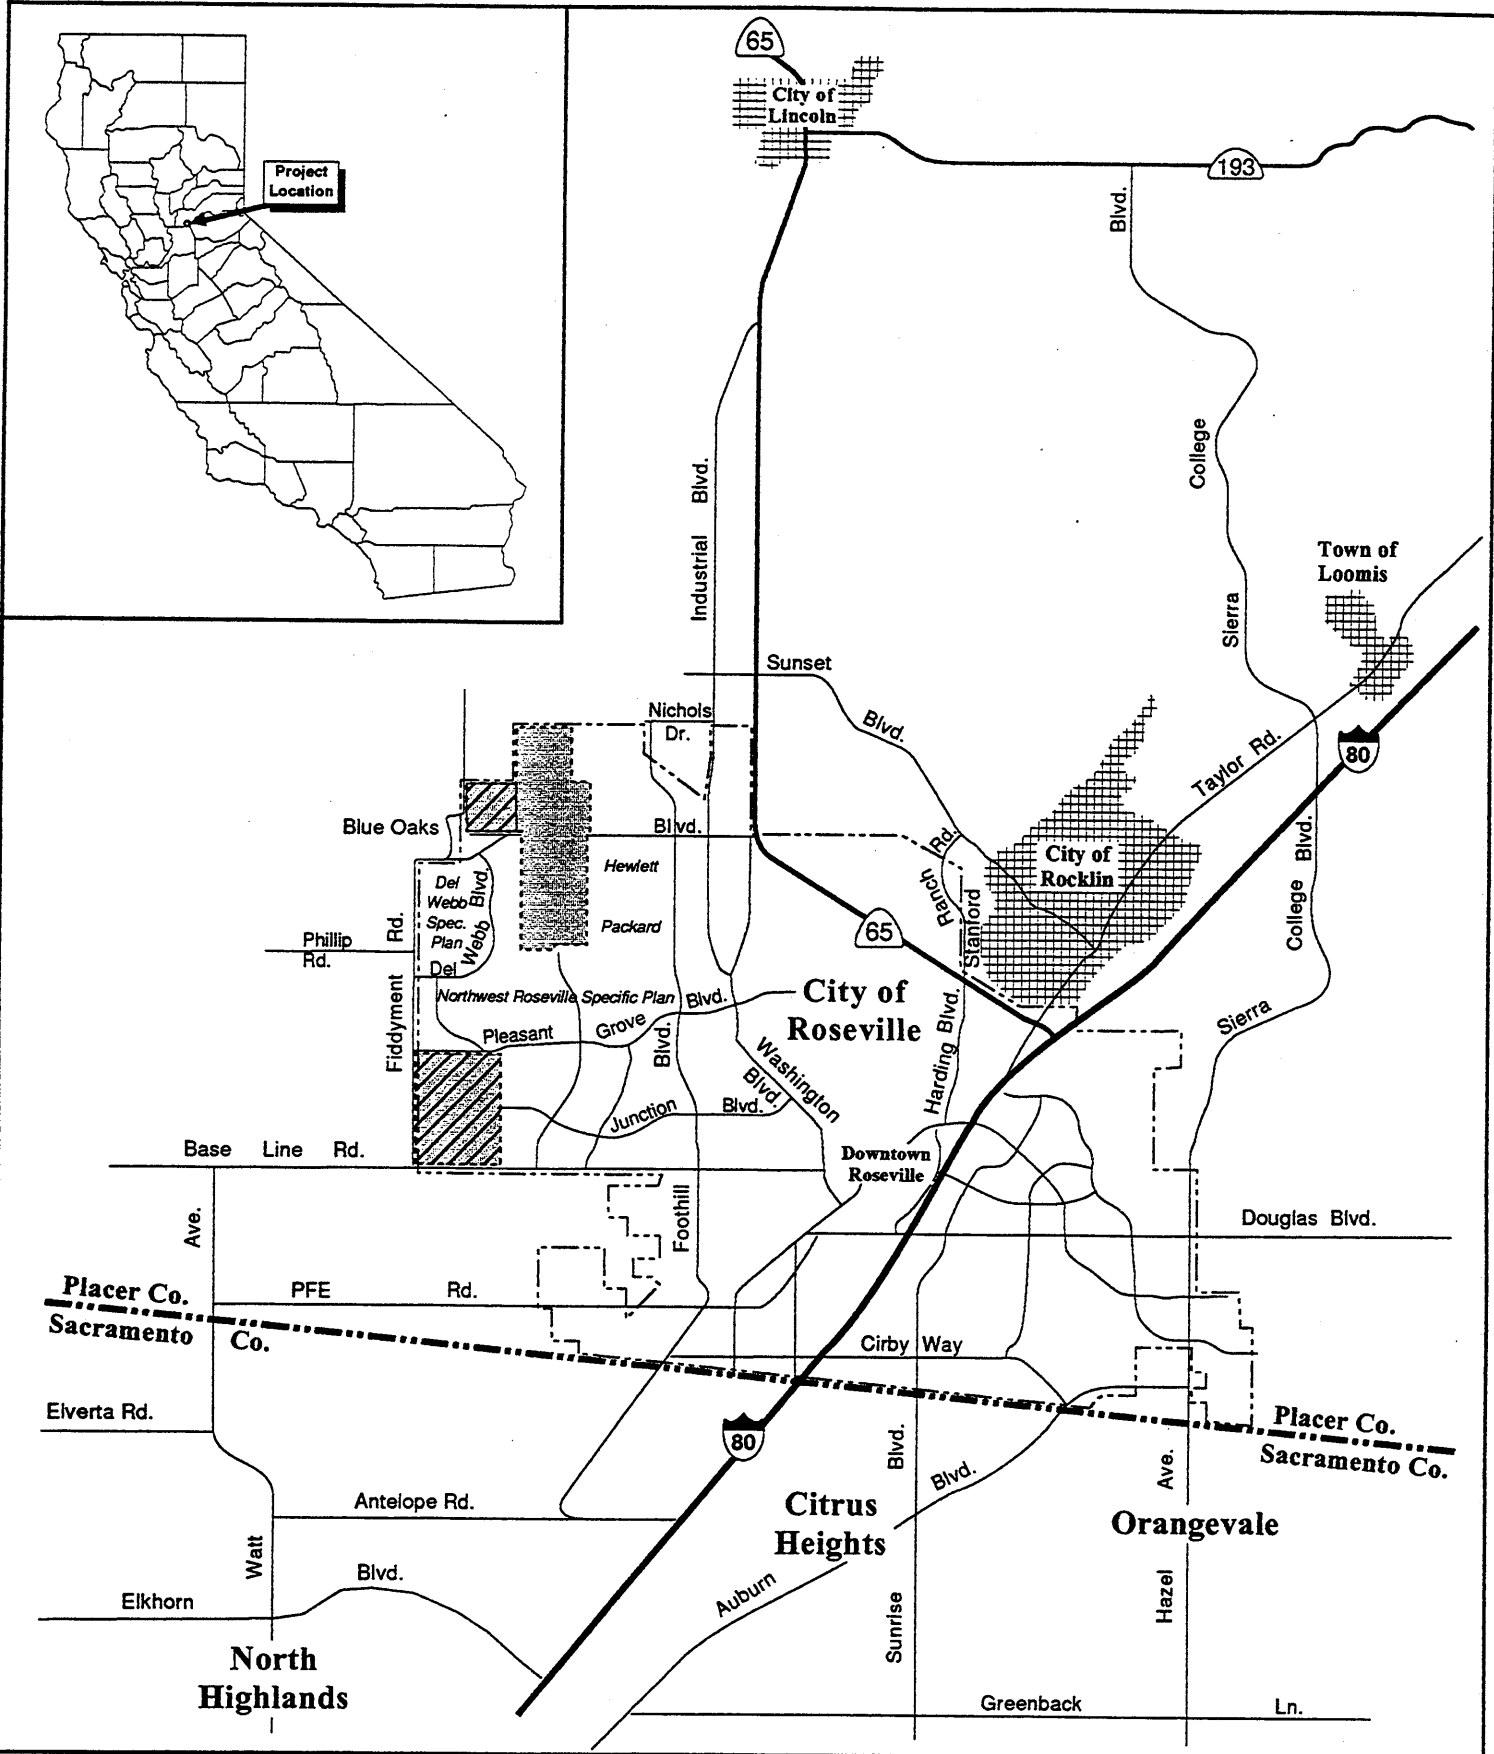 65
City of
Lincoln
193
Project
Location
Blvd.
College
Sierra
Industrial Blvd.
Town of
Loomis
Sunset
Blvd.
Nichols
Dr.
80
Taylor Rd.
Blue Oaks
Blvd.
Rd.
Ranch
Stanford
City of
Rocklin
College Blvd.
Hewlett
Packard
Del
Webb
Spec.
Plan
Del Webb Blvd.
65
Phillip
Rd.
Fiddyment Rd.
Northwest Roseville Specific Plan
Pleasant Grove Blvd.
City of
Roseville
Harding Blvd.
Sierra
Washington
Blvd.
Junction Blvd.
Base Line Rd.
Downtown
Roseville
Foothill Blvd.
Douglas Blvd.
PFE Rd.
Placer Co.
Sacramento Co.
Cirby Way
Elverta Rd.
80
Placer Co.
Sacramento Co.
Antelope Rd.
Citrus
Heights
Orangevale
Watt Ave.
Elkhorn Blvd.
Auburn Blvd.
Sunrise Blvd.
Hazel Ave.
North
Highlands
Greenback Ln.